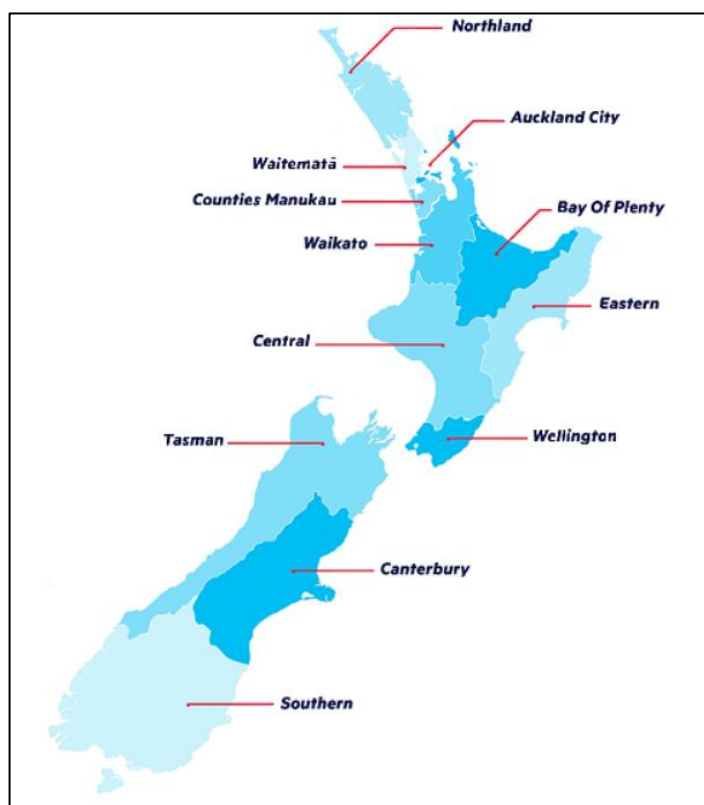 Northland
Auckland City
Waitematā
Counties Manukau
Bay Of Plenty
Waikato
Eastern
Central
Tasman
Wellington
Canterbury
Southern